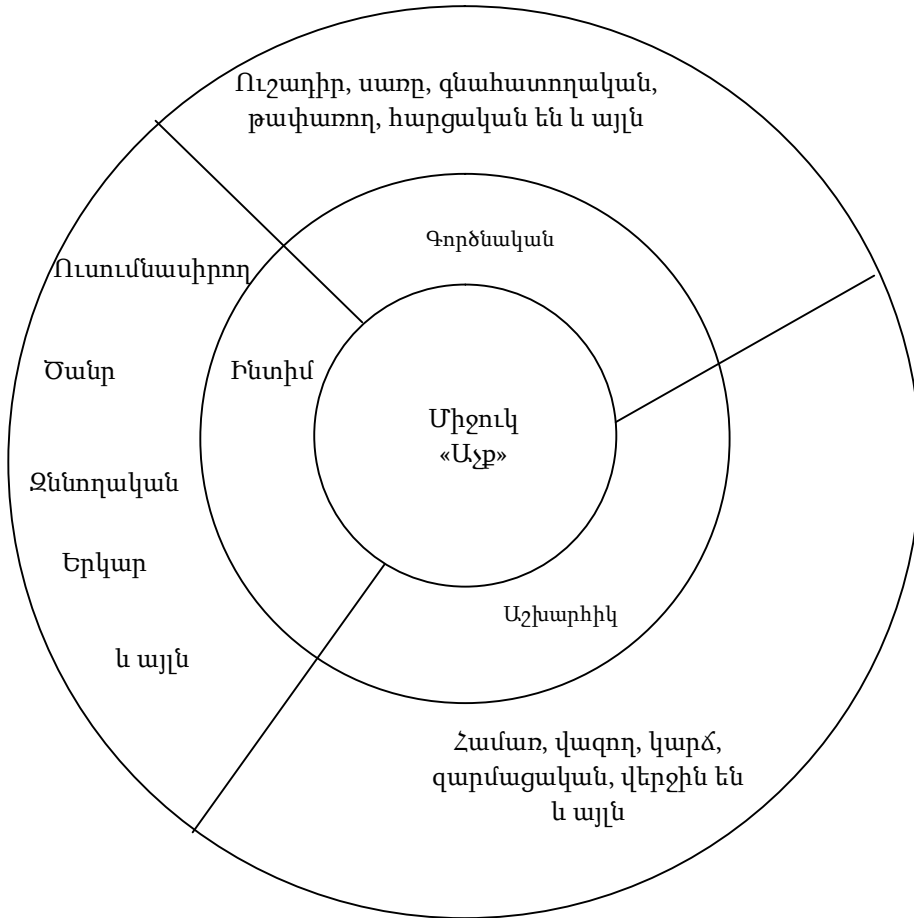 Ուշադիր, սառը, գնահատողական,
թափառող, հարցական են և այլն
Գործնական
Ուսումնասիրող
Ծանր
Ինտիմ
Միջուկ
«Աչք»
Զննողական
Երկար
Աշխարհիկ
և այլն
Համառ, վազող, կարճ,
զարմացական, վերջին են
և այլն